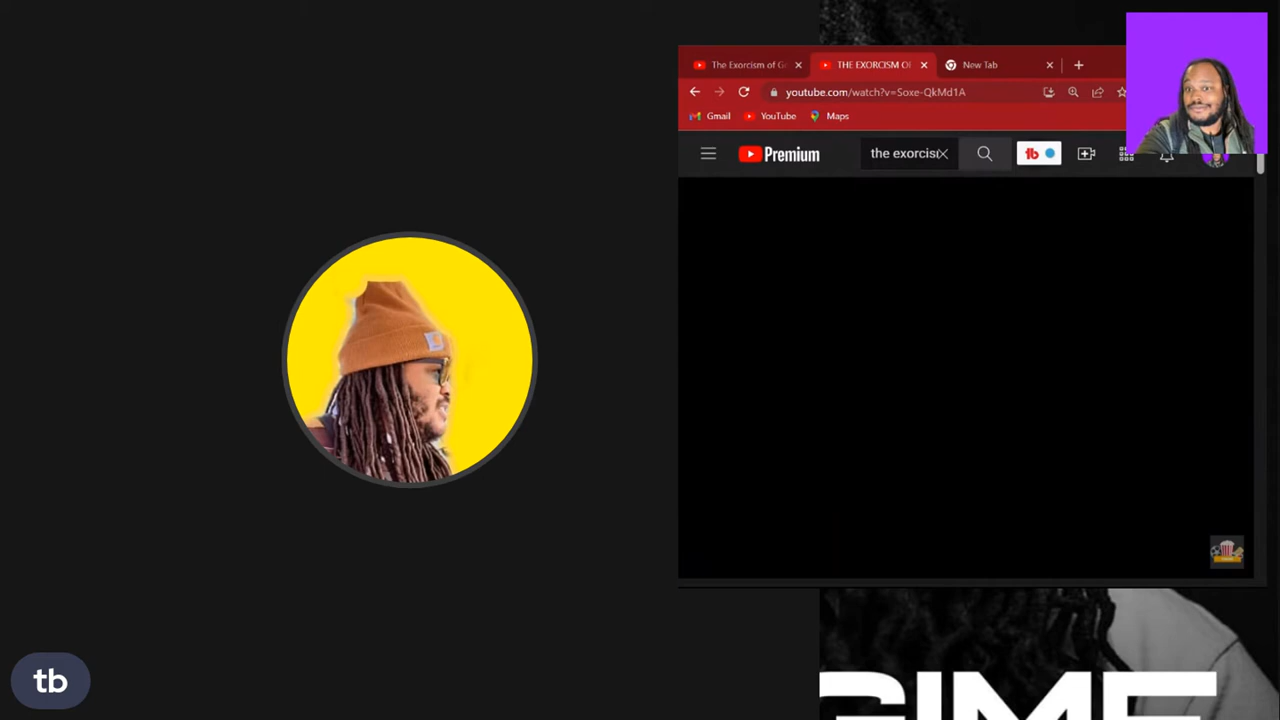 The Exorcism of G
THE EXORCISM OF
New Tab
youtube.com/watch?v=Soxe-QkMd1A
Gmail
YouTube
Maps
Premium
the exorcis
tb
tb